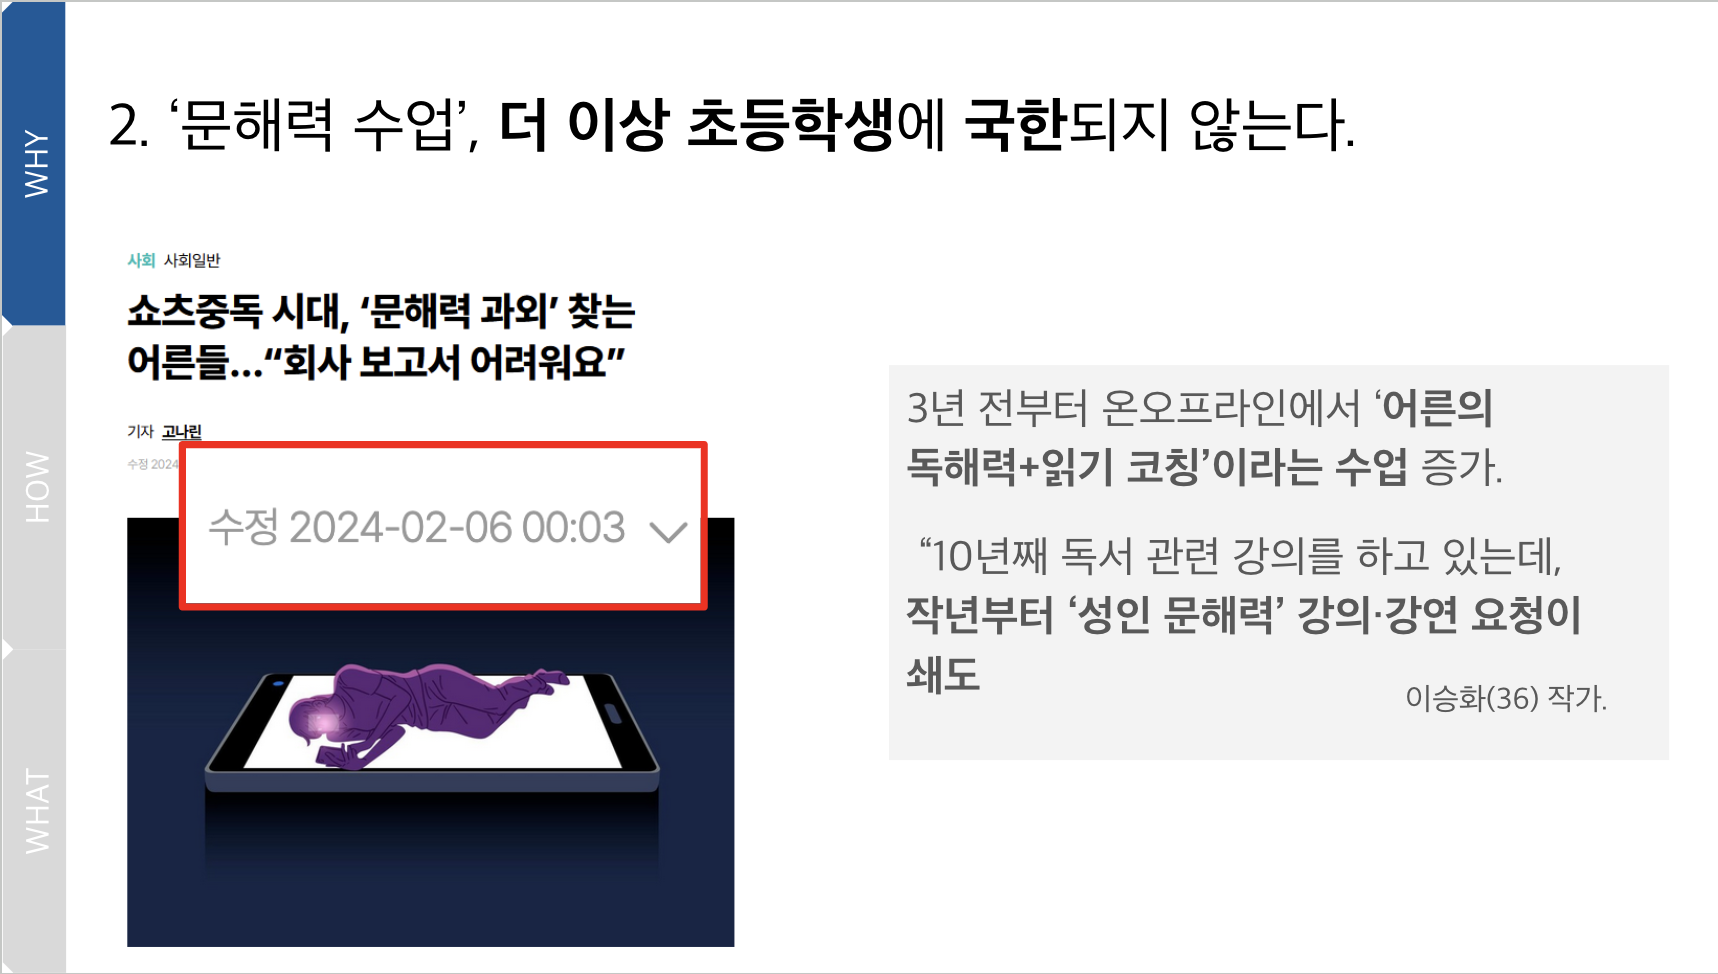 WHY
HOW
WHAT
2. ‘문해력 수업’, 더 이상 초등학생에 국한되지 않는다.
사회 사회일반
쇼츠중독 시대, ‘문해력 과외’ 찾는
어른들…“회사 보고서 어려워요”
기자 고나린
수정 2024
수정 2024-02-06 00:03
3년 전부터 온오프라인에서 ‘어른의
독해력+읽기 코칭’이라는 수업 증가.
“10년째 독서 관련 강의를 하고 있는데,
작년부터 ‘성인 문해력’ 강의·강연 요청이
쇄도
이승화(36) 작가.